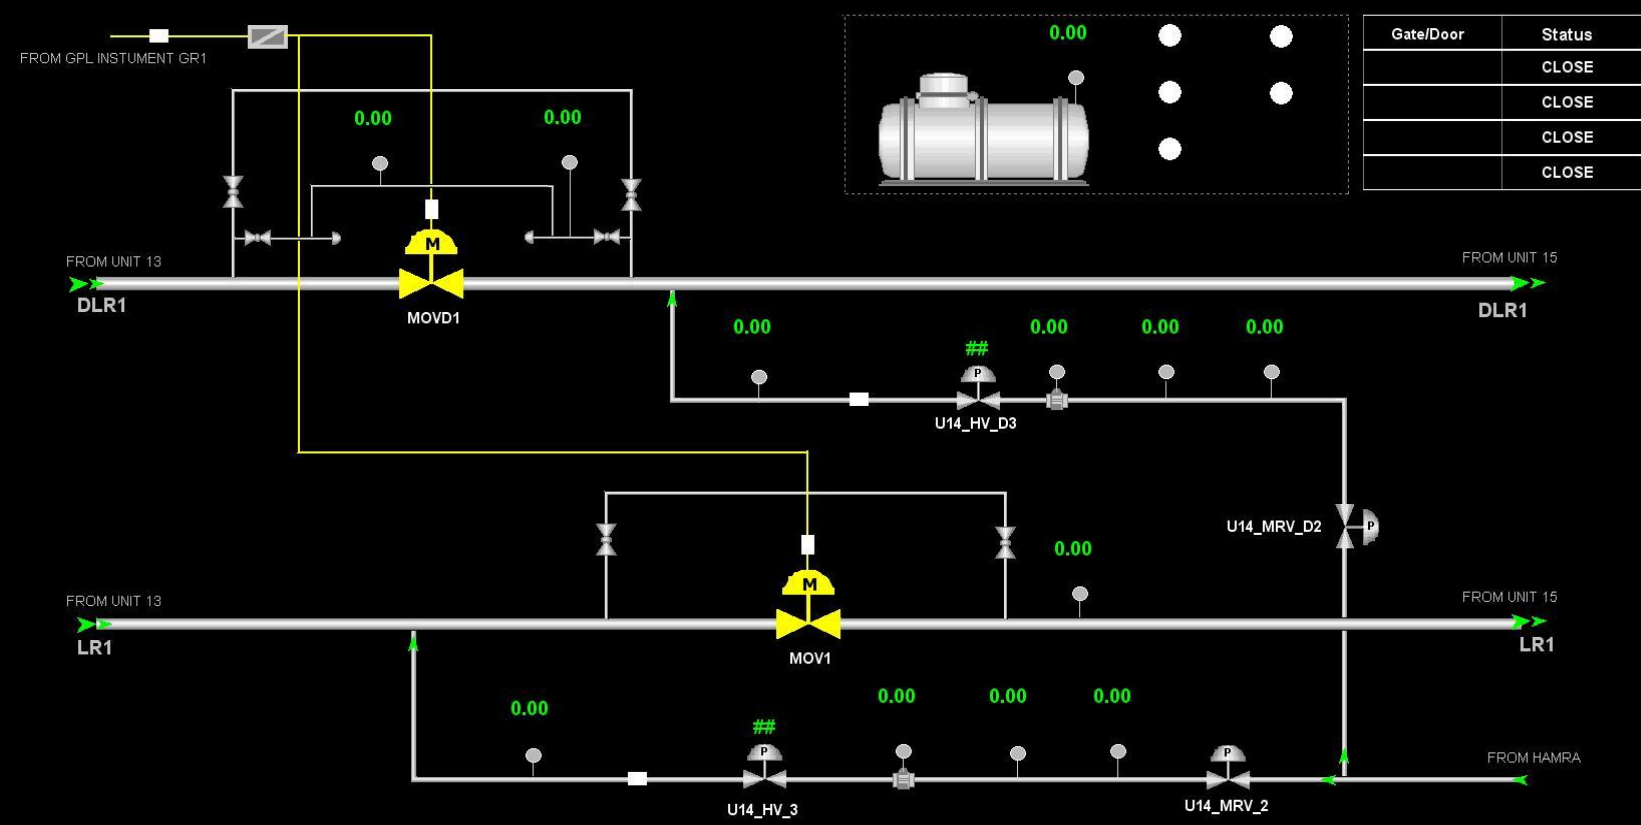 0.00
Gate/Door Status
CLOSE
CLOSE
CLOSE
CLOSE
FROM GPL INSTUMENT GR1
0.00 0.00
M
FROM UNIT 13
FROM UNIT 15
DLR1
DLR1
MOVD1
0.00 0.00 0.00 0.00
##
P
U14_HV_D3
U14_MRV_D2 P
0.00
M
FROM UNIT 13
FROM UNIT 15
LR1
LR1
MOV1
0.00 0.00 0.00 0.00
##
P P
FROM HAMRA
U14_HV_3
U14_MRV_2